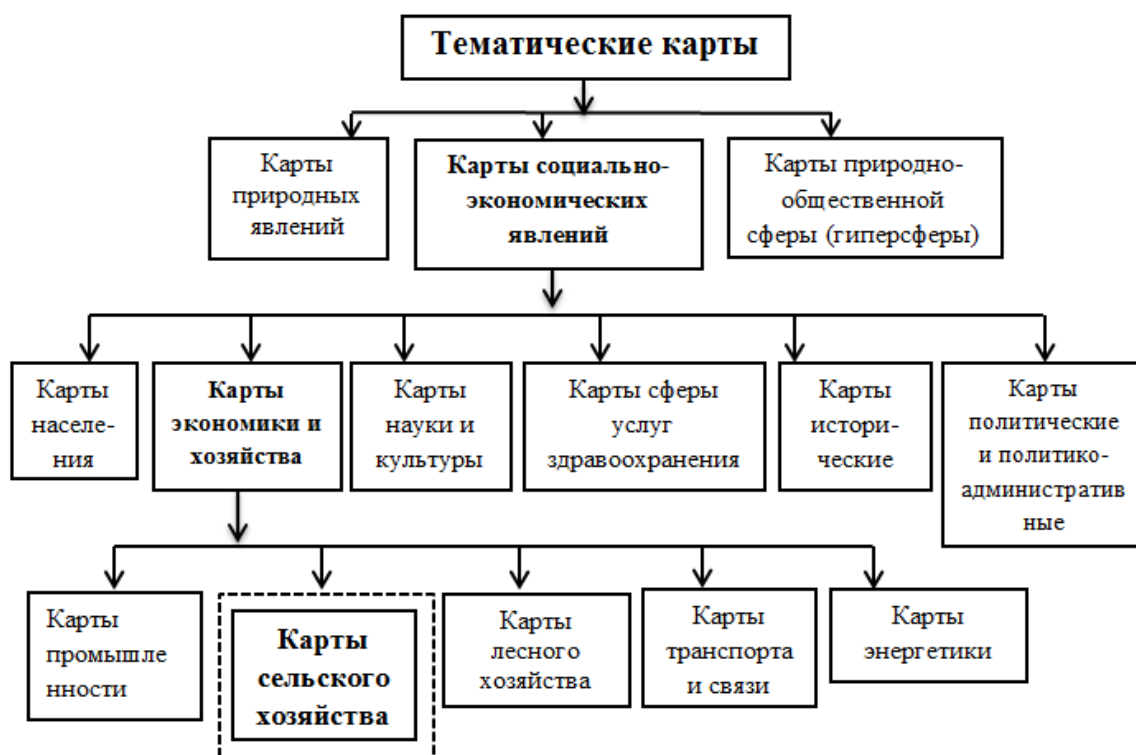 Тематические карты
Карты
природных
явлений
Карты социально-
экономических
явлений
Карты природно-
общественной
сферы (гиперсферы)
Карты
населе-
ния
Карты
экономики и
хозяйства
Карты
науки и
культуры
Карты сферы
услуг
здравоохранения
Карты
истори-
ческие
Карты
политические
и политико-
административ
ные
Карты
промышле
нности
Карты
сельского
хозяйства
Карты
лесного
хозяйства
Карты
транспорта
и связи
Карты
энергетики